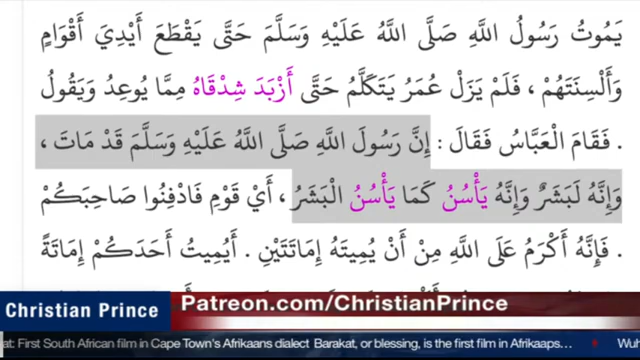 يَمُوتُ رَسُولُ اللَّهِ صَلَّى اللَّهُ عَلَيْهِ وَسَلَّمَ حَتَّى يَقْطَعَ أَيْدِيَ أَقْوَامٍ
وَأَلْسِنَتَهُمْ ، فَلَمْ يَزَلْ عُمَرُ يَتَكَلَّمُ حَتَّى أَزْبَدَ شِدْقَاهُ مِمَّا يُوعِدُ وَيَقُولُ
. فَقَامَ الْعَبَّاسُ فَقَالَ : إِنَّ رَسُولَ اللَّهِ صَلَّى اللَّهُ عَلَيْهِ وَسَلَّمَ قَدْ مَاتَ ،
وَإِنَّهُ لَبَشَرٌ وَإِنَّهُ يَأْسُنُ كَمَا يَأْسُنُ الْبَشَرُ ، أَيْ قَوْمِ فَادْفِنُوا صَاحِبَكُمْ
. فَإِنَّهُ أَكْرَمُ عَلَى اللَّهِ مِنْ أَنْ يُمِيتَهُ إِمَاتَتَيْنِ . أَيُمِيتُ أَحَدَكُمْ إِمَاتَةً
Christian Prince
Patreon.com/ChristianPrince
at: First South African film in Cape Town's Afrikaans dialect Barakat, or blessing, is the first film in Afrikaaps…